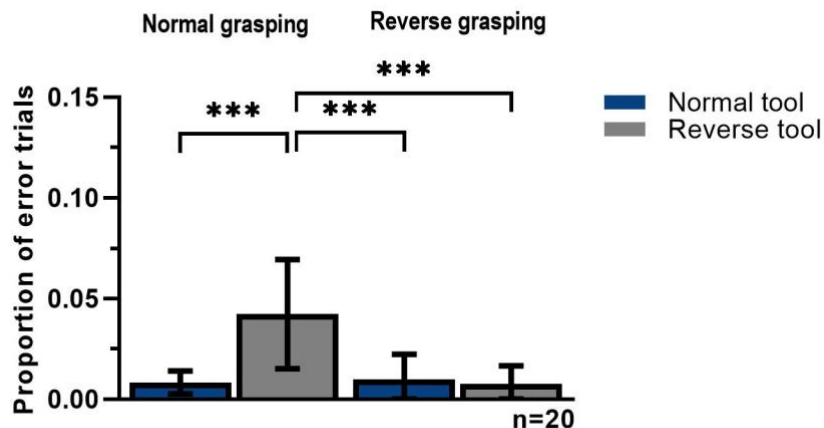 Normal grasping Reverse grasping
***
*** ***
0.15
0.10
0.05
0.00
Proportion of error trials
n=20
Normal tool
Reverse tool